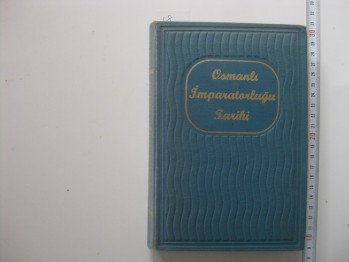 Osmanlı
İmparatorluğu
Tarihi